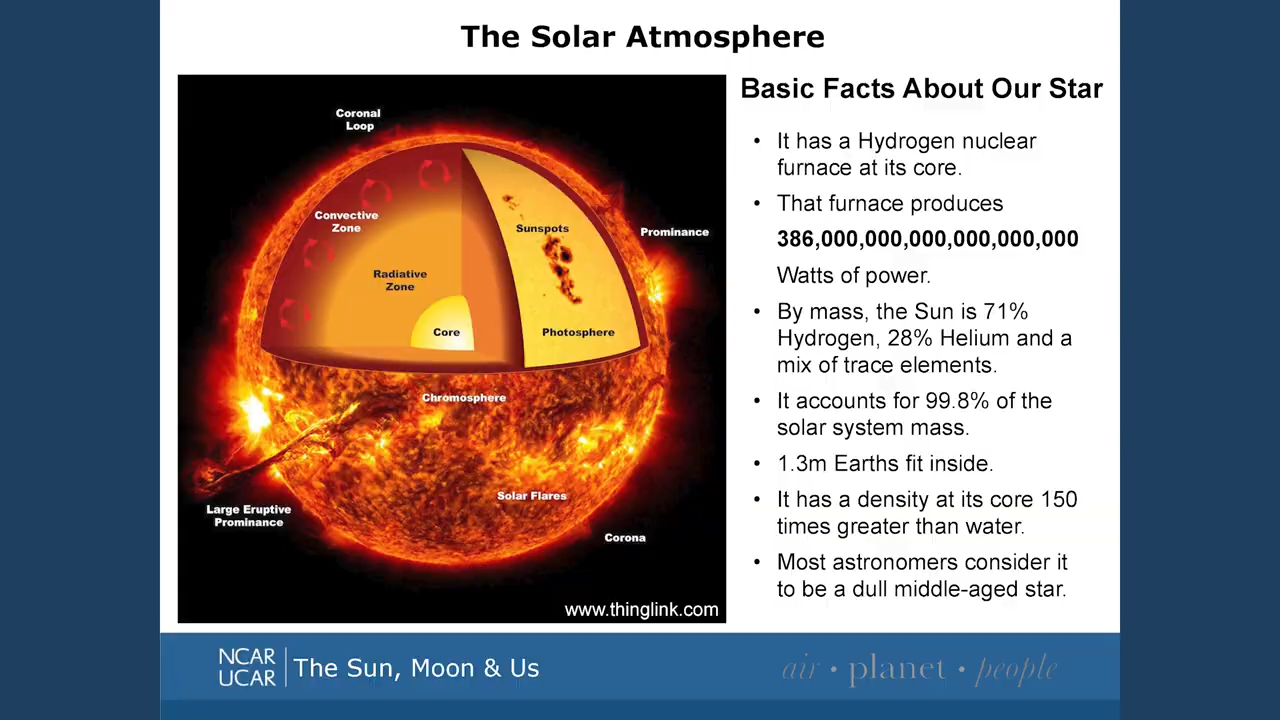 The Solar Atmosphere
Coronal
Loop
Convective
Zone
Sunspots
Prominence
Radiative
Zone
Core
Photosphere
Chromosphere
Solar Flares
Large Eruptive
Prominence
Corona
www.thinglink.com
Basic Facts About Our Star
• It has a Hydrogen nuclear
furnace at its core.
• That furnace produces
386,000,000,000,000,000,000
Watts of power.
• By mass, the Sun is 71%
Hydrogen, 28% Helium and a
mix of trace elements.
• It accounts for 99.8% of the
solar system mass.
• 1.3m Earths fit inside.
• It has a density at its core 150
times greater than water.
• Most astronomers consider it
to be a dull middle-aged star.
NCAR
UCAR
The Sun, Moon & Us
air • planet • people